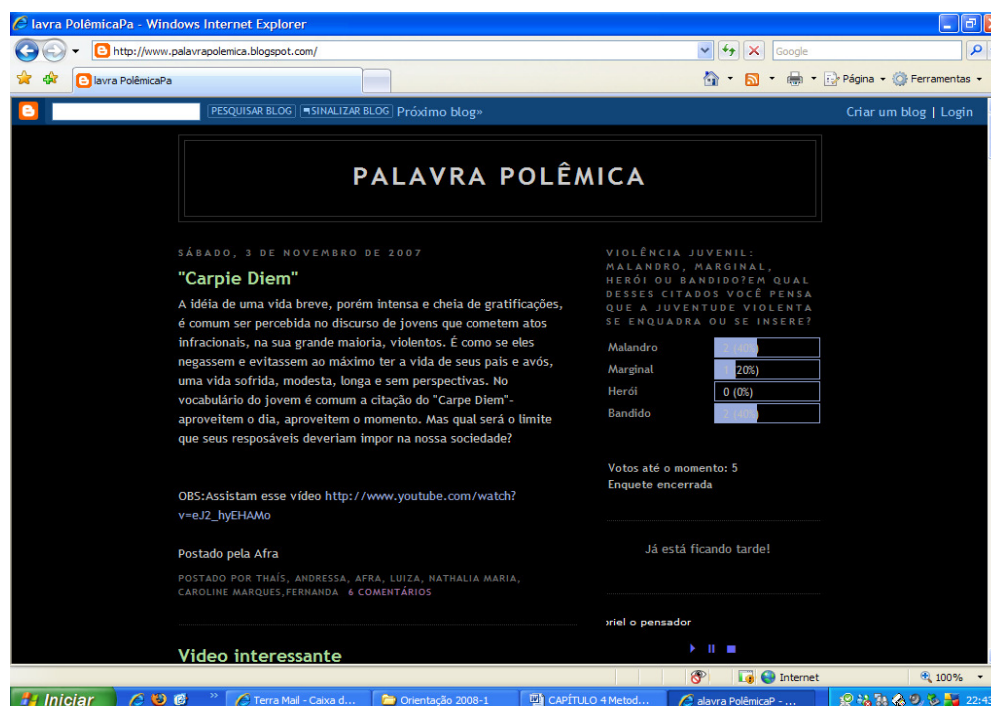 lavra PolêmicaPa - Windows Internet Explorer
http://www.palavrapolemica.blogspot.com/
Google
lavra PolêmicaPa
Página
Ferramentas
PESQUISAR BLOG
SINALIZAR BLOG
Próximo blog»
Criar um blog | Login
PALAVRA POLÊMICA
SÁBADO, 3 DE NOVEMBRO DE 2007
"Carpie Diem"
A idéia de uma vida breve, porém intensa e cheia de gratificações,
é comum ser percebida no discurso de jovens que cometem atos
infracionais, na sua grande maioria, violentos. É como se eles
negassem e evitassem ao máximo ter a vida de seus pais e avós,
uma vida sofrida, modesta, longa e sem perspectivas. No
vocabulário do jovem é comum a citação do "Carpe Diem"-
aproveitem o dia, aproveitem o momento. Mas qual será o limite
que seus resposáveis deveriam impor na nossa sociedade?
OBS:Assistam esse vídeo http://www.youtube.com/watch?
v=eJ2_hyEHAMo
Postado pela Afra
POSTADO POR THAÍS, ANDRESSA, AFRA, LUIZA, NATHALIA MARIA,
CAROLINE MARQUES,FERNANDA 6 COMENTÁRIOS
Video interessante
VIOLÊNCIA JUVENIL:
MALANDRO, MARGINAL,
HERÓI OU BANDIDO?EM QUAL
DESSES CITADOS VOCÊ PENSA
QUE A JUVENTUDE VIOLENTA
SE ENQUADRA OU SE INSERE?
Malandro 2 (40%)
Marginal 1 (20%)
Herói 0 (0%)
Bandido 2 (40%)
Votos até o momento: 5
Enquete encerrada
Já está ficando tarde!
riel o pensador
Internet
100%
Iniciar
Terra Mail - Caixa d...
Orientação 2008-1
CAPÍTULO 4 Metod...
alavra PolêmicaP - ...
22:43